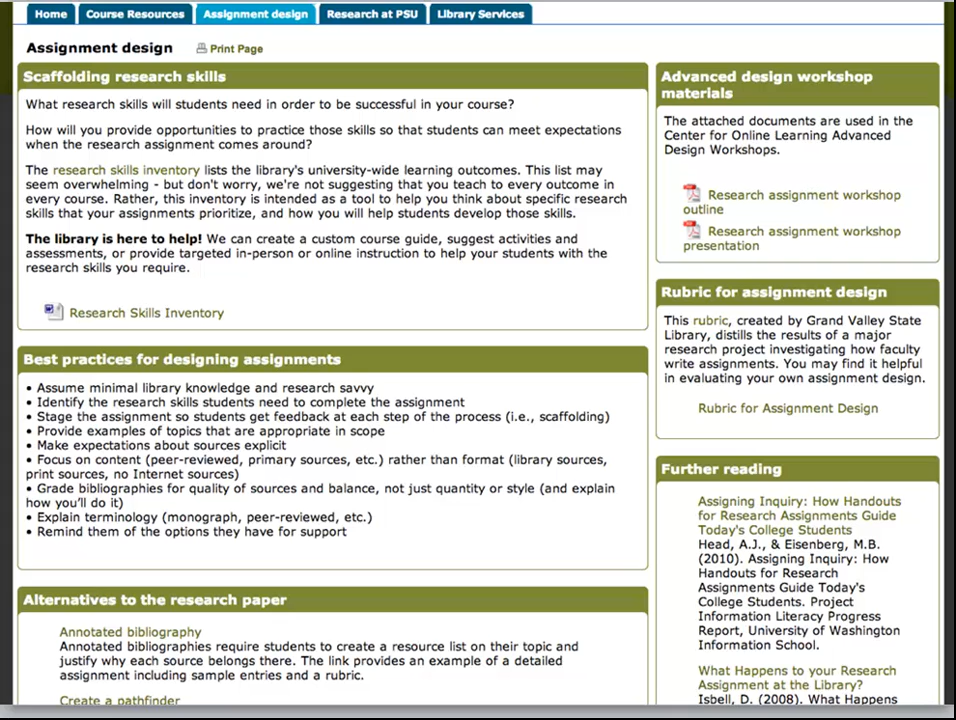 Home Course Resources Assignment design Research at PSU Library Services
Assignment design Print Page
Scaffolding research skills
What research skills will students need in order to be successful in your course?
How will you provide opportunities to practice those skills so that students can meet expectations
when the research assignment comes around?
The research skills inventory lists the library's university-wide learning outcomes. This list may
seem overwhelming - but don't worry, we're not suggesting that you teach to every outcome in
every course. Rather, this inventory is intended as a tool to help you think about specific research
skills that your assignments prioritize, and how you will help students develop those skills.
The library is here to help! We can create a custom course guide, suggest activities and
assessments, or provide targeted in-person or online instruction to help your students with the
research skills you require.
Research Skills Inventory
Best practices for designing assignments
• Assume minimal library knowledge and research savvy
• Identify the research skills students need to complete the assignment
• Stage the assignment so students get feedback at each step of the process (i.e., scaffolding)
• Provide examples of topics that are appropriate in scope
• Make expectations about sources explicit
• Focus on content (peer-reviewed, primary sources, etc.) rather than format (library sources,
print sources, no Internet sources)
• Grade bibliographies for quality of sources and balance, not just quantity or style (and explain
how you'll do it)
• Explain terminology (monograph, peer-reviewed, etc.)
• Remind them of the options they have for support
Alternatives to the research paper
Annotated bibliography
Annotated bibliographies require students to create a resource list on their topic and
justify why each source belongs there. The link provides an example of a detailed
assignment including sample entries and a rubric.
Create a pathfinder
Advanced design workshop
materials
The attached documents are used in the
Center for Online Learning Advanced
Design Workshops.
Research assignment workshop
outline
Research assignment workshop
presentation
Rubric for assignment design
This rubric, created by Grand Valley State
Library, distills the results of a major
research project investigating how faculty
write assignments. You may find it helpful
in evaluating your own assignment design.
Rubric for Assignment Design
Further reading
Assigning Inquiry: How Handouts
for Research Assignments Guide
Today's College Students
Head, A.J., & Eisenberg, M.B.
(2010). Assigning Inquiry: How
Handouts for Research
Assignments Guide Today's
College Students. Project
Information Literacy Progress
Report, University of Washington
Information School.
What Happens to your Research
Assignment at the Library?
Isbell, D. (2008). What Happens